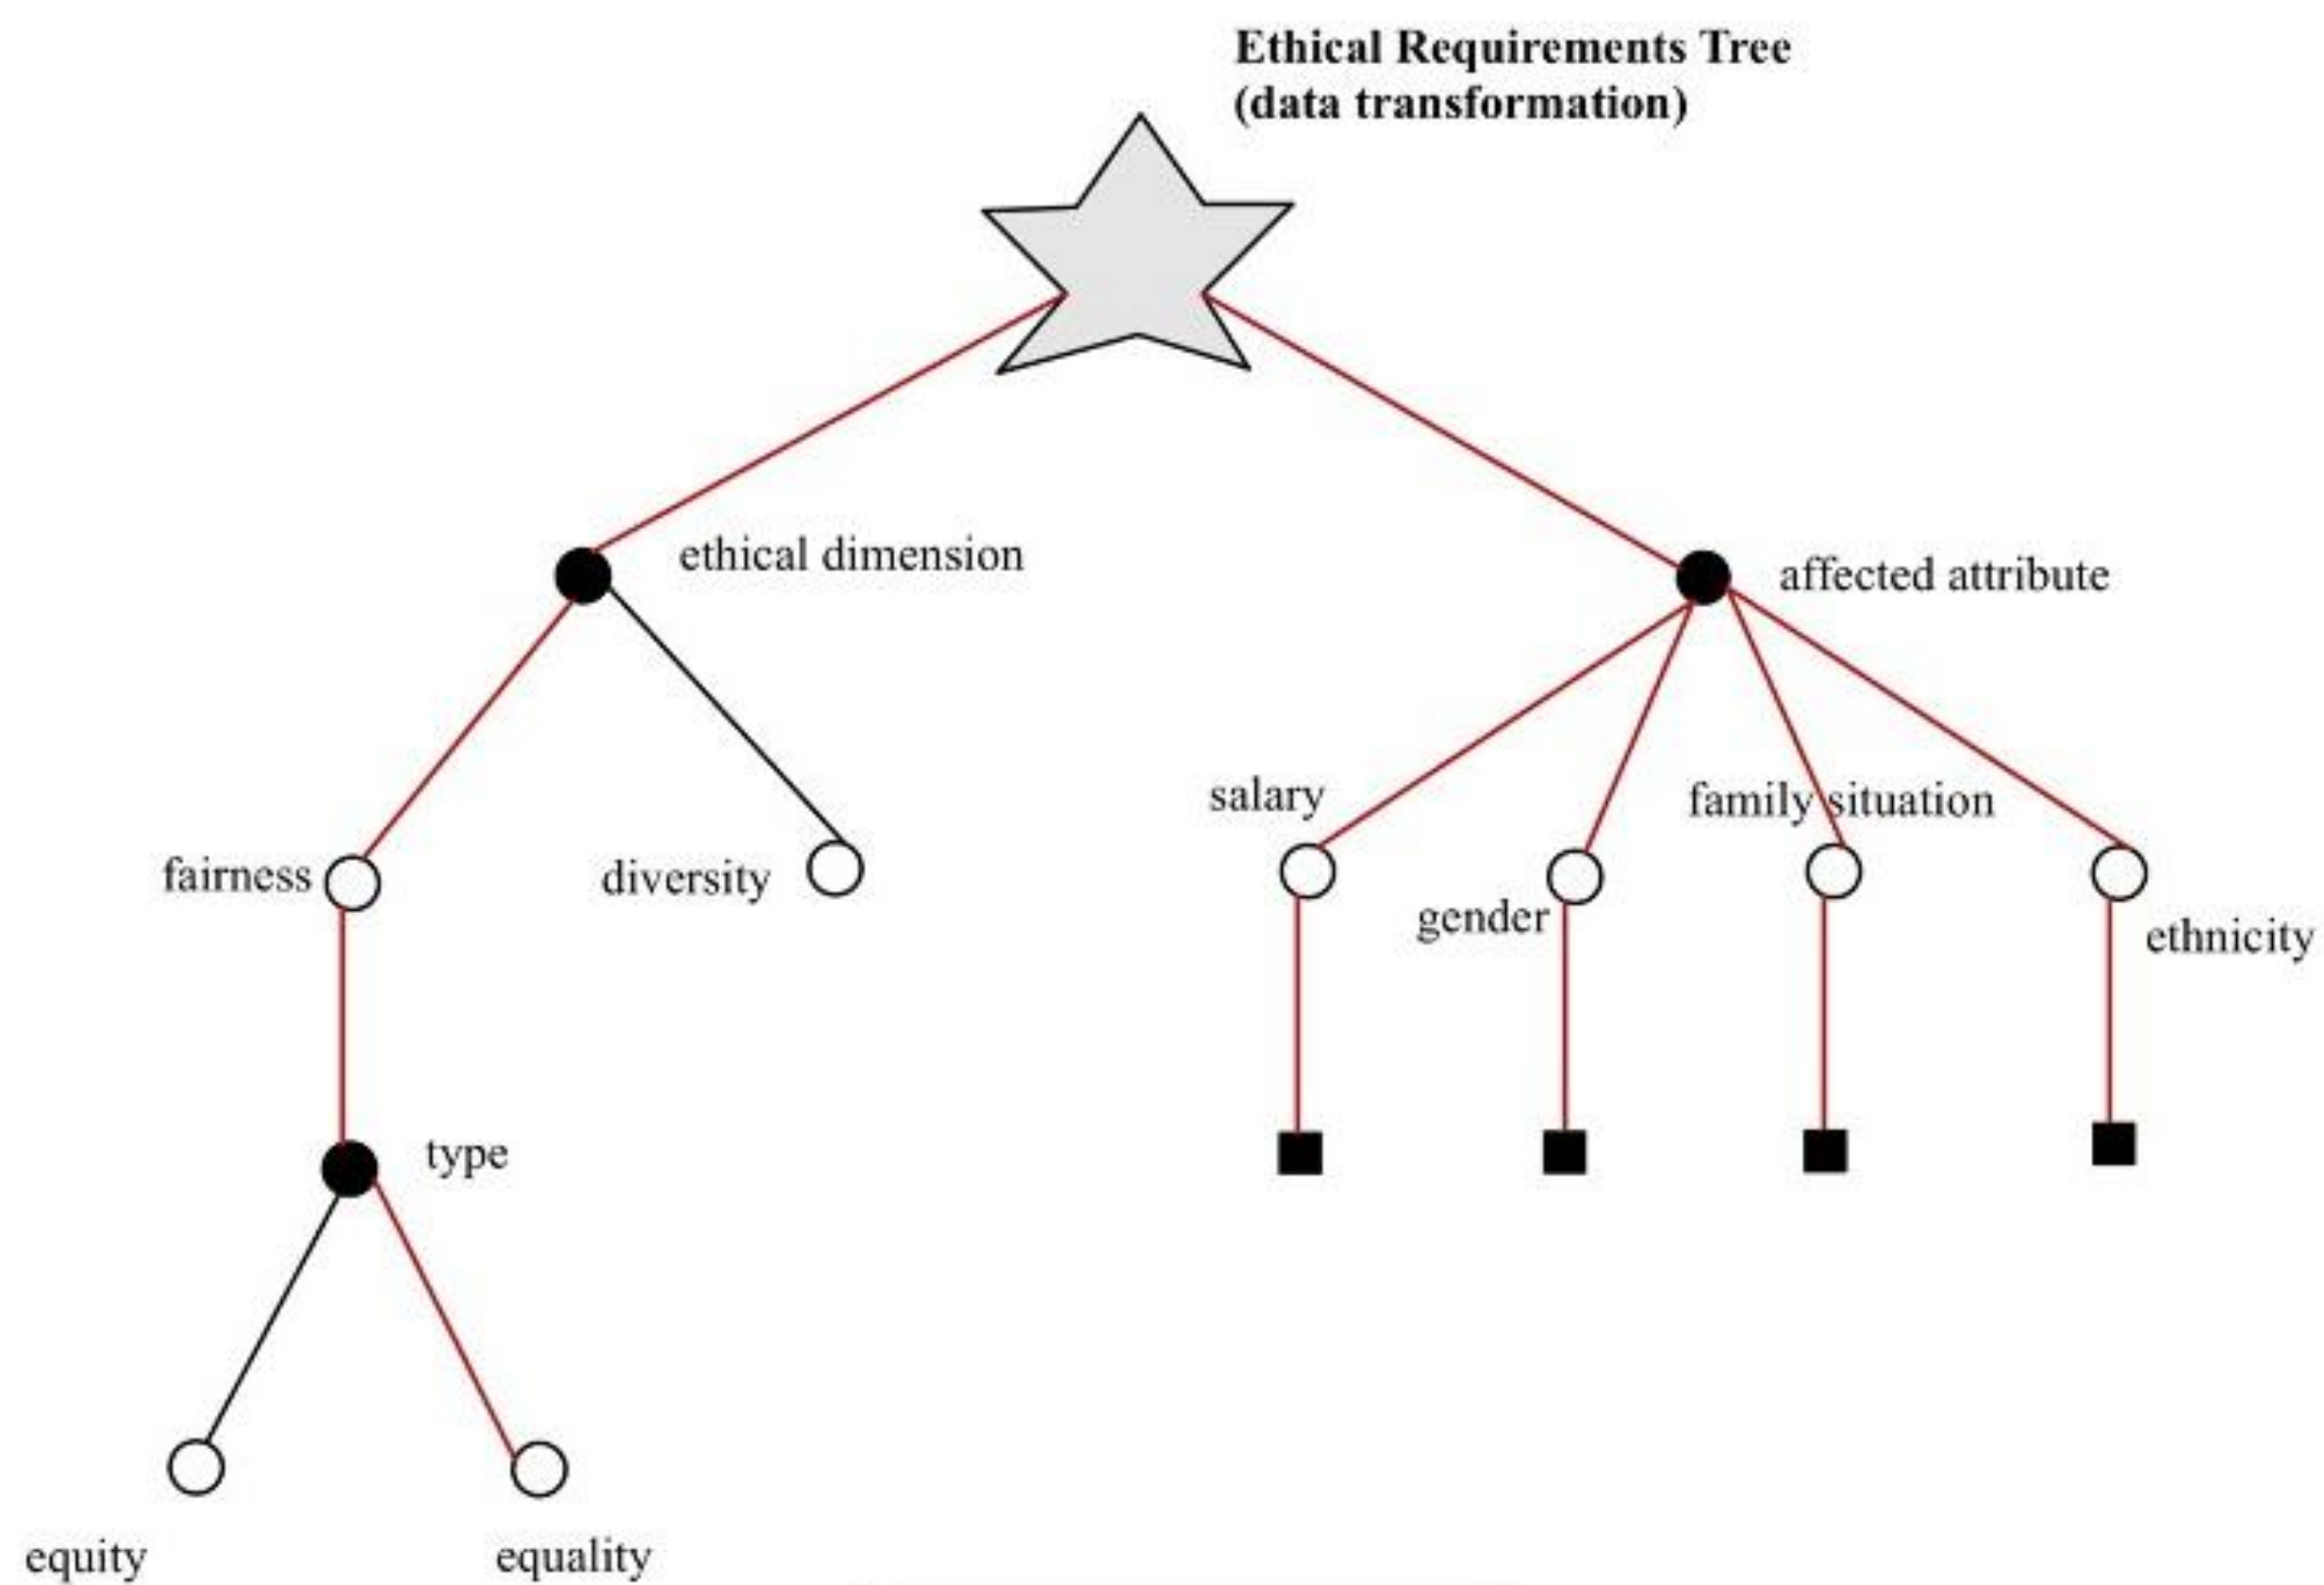 Ethical Requirements Tree
(data transformation)
ethical dimension
affected attribute
salary
family situation
fairness
diversity
gender
ethnicity
type
equity
equality